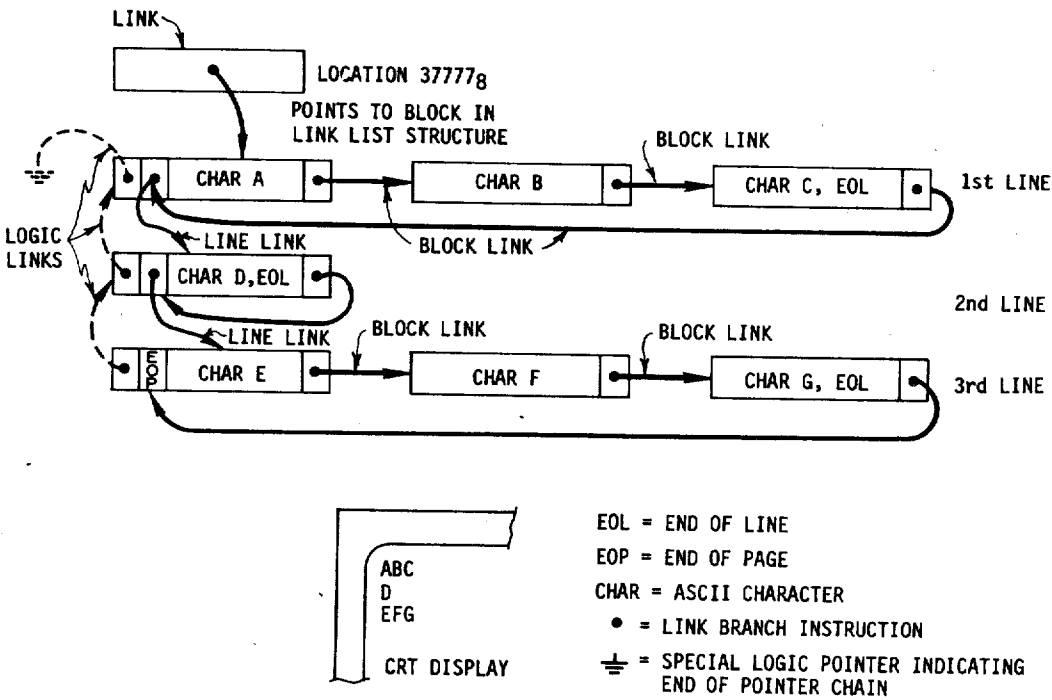 LINK
LOCATION 37777₈
POINTS TO BLOCK IN
LINK LIST STRUCTURE
BLOCK LINK
CHAR A
CHAR B
CHAR C, EOL
1st LINE
LOGIC
LINKS
LINE LINK
BLOCK LINK
CHAR D,EOL
2nd LINE
LINE LINK
BLOCK LINK
BLOCK LINK
EOP
CHAR E
CHAR F
CHAR G, EOL
3rd LINE
ABC
D
EFG
CRT DISPLAY
EOL = END OF LINE
EOP = END OF PAGE
CHAR = ASCII CHARACTER
• = LINK BRANCH INSTRUCTION
⏚ = SPECIAL LOGIC POINTER INDICATING
END OF POINTER CHAIN